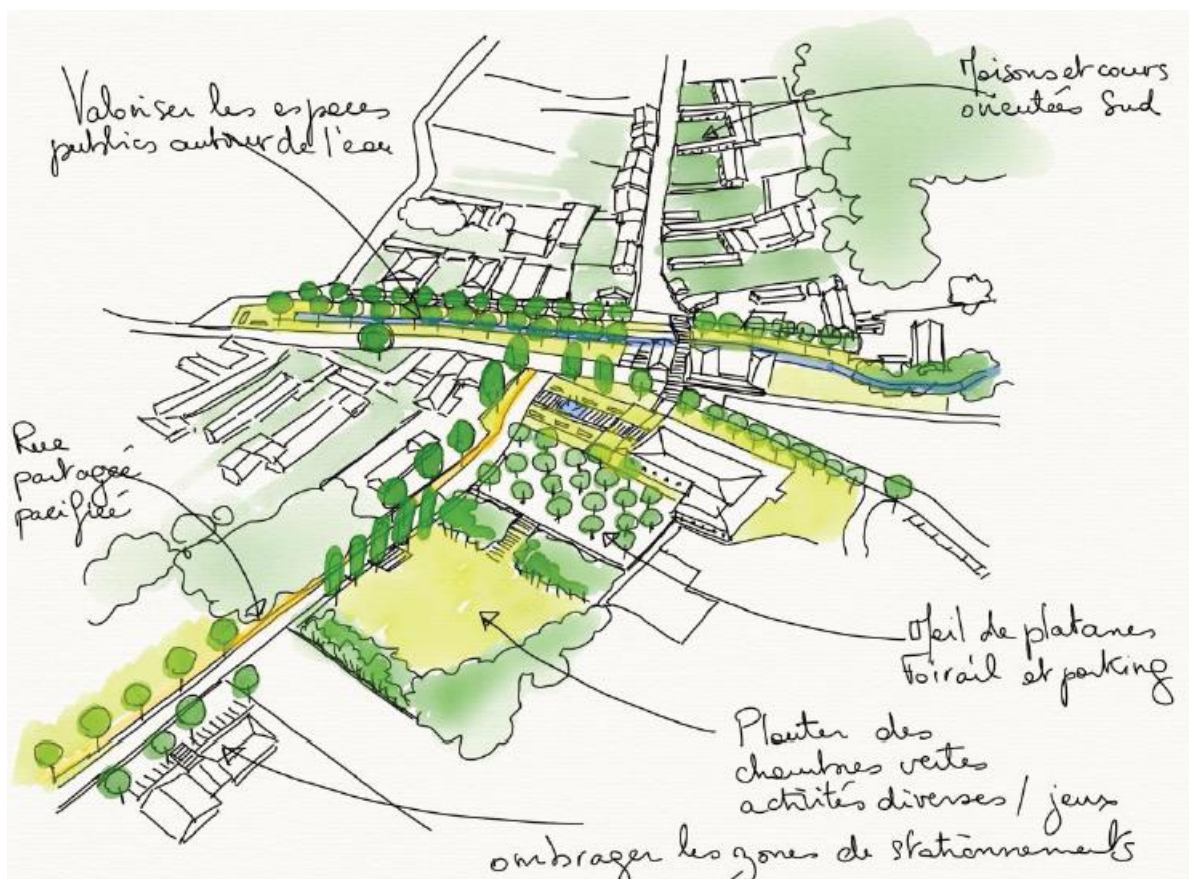 Valoriser les espaces
publics autour de l'eau
Maisons et cours
orientées Sud
Rue
partagée
pacifiée
Mail de platanes
Foirail et parking
Planter des
chambres vertes
activités diverses / jeux
ombrager les zones de stationnements